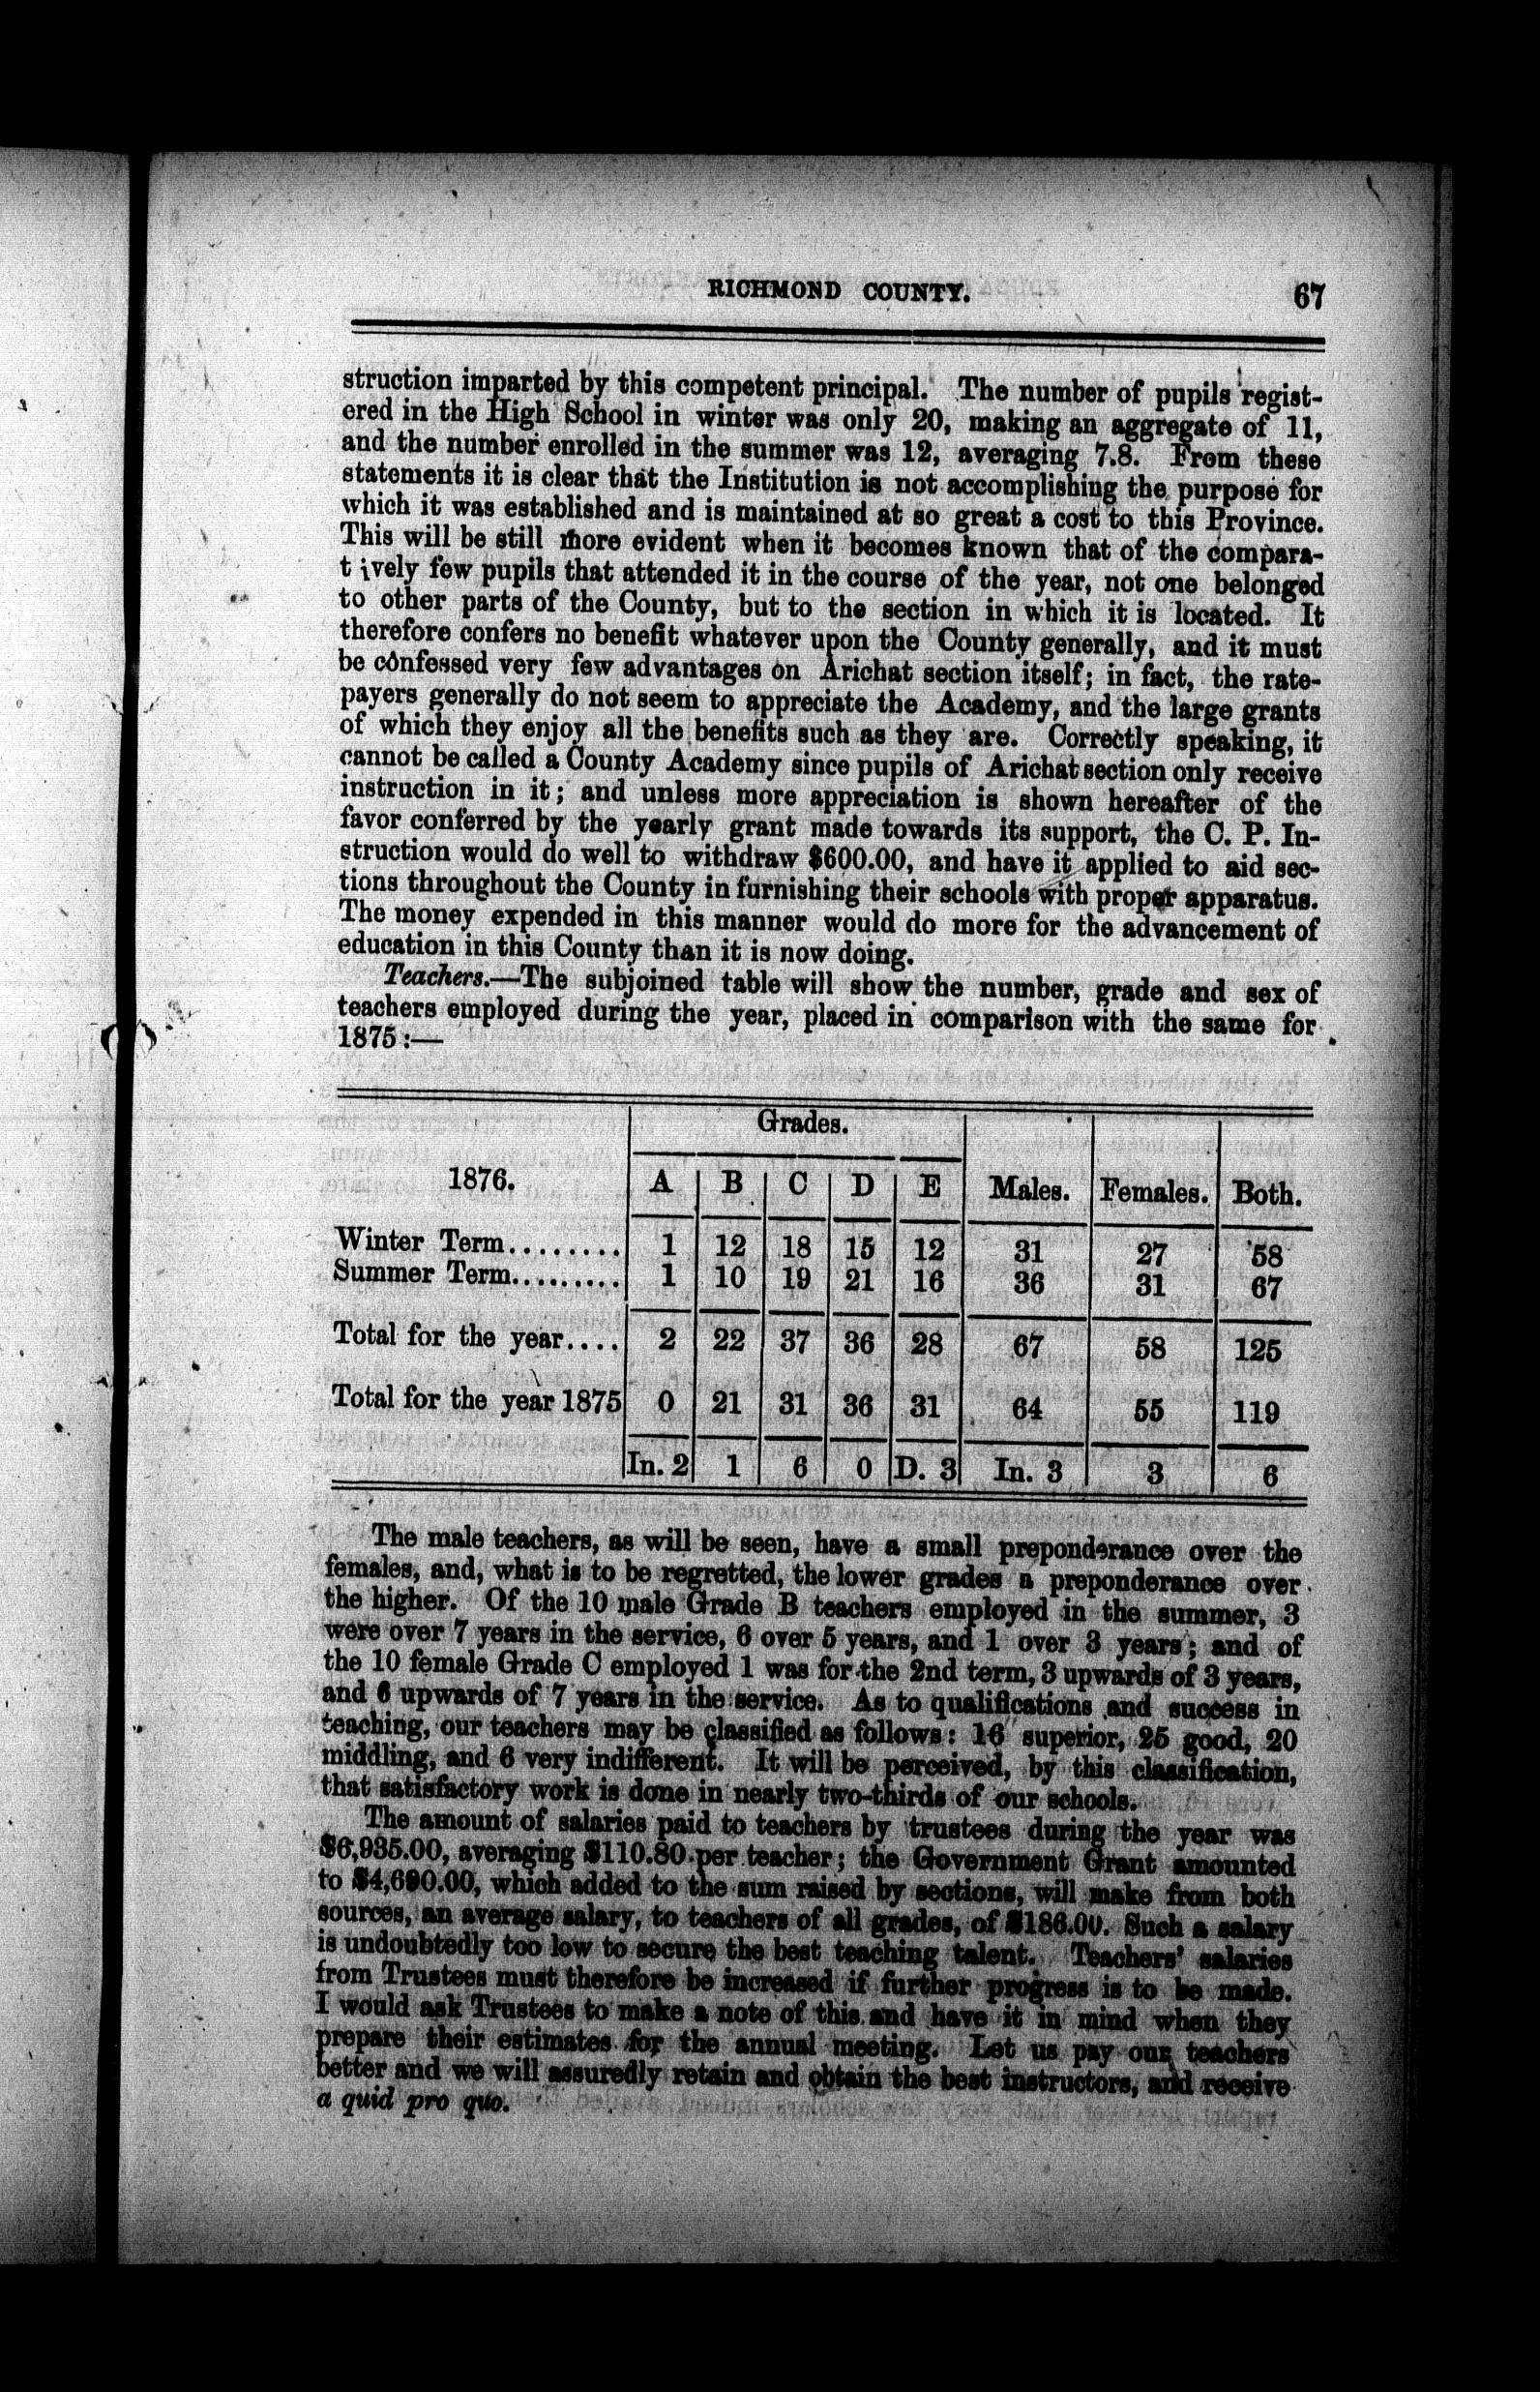 RICHMOND COUNTY. 67
struction imparted by this competent principal. The number of pupils regist-
ered in the High School in winter was only 20, making an aggregate of 11,
and the number enrolled in the summer was 12, averaging 7.8. From these
statements it is clear that the Institution is not accomplishing the purpose for
which it was established and is maintained at so great a cost to this Province.
This will be still more evident when it becomes known that of the compara-
t ively few pupils that attended it in the course of the year, not one belonged
to other parts of the County, but to the section in which it is located. It
therefore confers no benefit whatever upon the County generally, and it must
be confessed very few advantages on Arichat section itself; in fact, the rate-
payers generally do not seem to appreciate the Academy, and the large grants
of which they enjoy all the benefits such as they are. Correctly speaking, it
cannot be called a County Academy since pupils of Arichat section only receive
instruction in it; and unless more appreciation is shown hereafter of the
favor conferred by the yearly grant made towards its support, the C. P. In-
struction would do well to withdraw $600.00, and have it applied to aid sec-
tions throughout the County in furnishing their schools with proper apparatus.
The money expended in this manner would do more for the advancement of
education in this County than it is now doing.
Teachers.—The subjoined table will show the number, grade and sex of
teachers employed during the year, placed in comparison with the same for
1875:—
Grades.
1876. A B C D E Males. Females. Both.
Winter Term........ 1 12 18 15 12 31 27 58
Summer Term......... 1 10 19 21 16 36 31 67
Total for the year.... 2 22 37 36 28 67 58 125
Total for the year 1875 0 21 31 36 31 64 55 119
In. 2 1 6 0 D. 3 In. 3 3 6
The male teachers, as will be seen, have a small preponderance over the
females, and, what is to be regretted, the lower grades a preponderance over
the higher. Of the 10 male Grade B teachers employed in the summer, 3
were over 7 years in the service, 6 over 5 years, and 1 over 3 years; and of
the 10 female Grade C employed 1 was for the 2nd term, 3 upwards of 3 years,
and 6 upwards of 7 years in the service. As to qualifications and success in
teaching, our teachers may be classified as follows: 16 superior, 25 good, 20
middling, and 6 very indifferent. It will be perceived, by this classification,
that satisfactory work is done in nearly two-thirds of our schools.
The amount of salaries paid to teachers by trustees during the year was
$6,935.00, averaging $110.80 per teacher; the Government Grant amounted
to $4,690.00, which added to the sum raised by sections, will make from both
sources, an average salary, to teachers of all grades, of $186.00. Such a salary
is undoubtedly too low to secure the best teaching talent. Teachers' salaries
from Trustees must therefore be increased if further progress is to be made.
I would ask Trustees to make a note of this and have it in mind when they
prepare their estimates for the annual meeting. Let us pay our teachers
better and we will assuredly retain and obtain the best instructors, and receive
a quid pro quo.